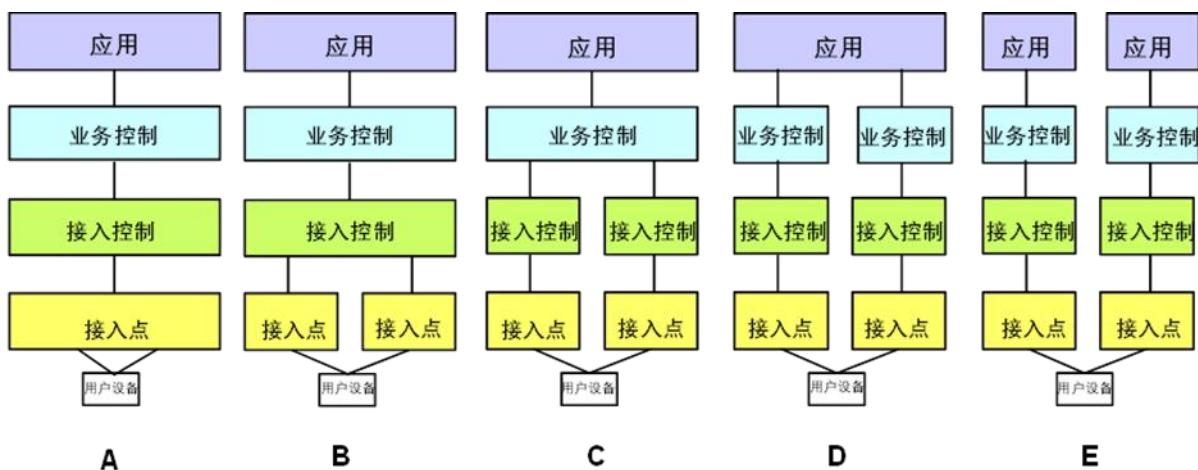 应用 应用 应用 应用 应用 应用
业务控制 业务控制 业务控制 业务控制 业务控制 业务控制 业务控制
接入控制 接入控制 接入控制 接入控制 接入控制 接入控制 接入控制 接入控制
接入点 接入点 接入点 接入点 接入点 接入点 接入点 接入点 接入点
用户设备 用户设备 用户设备 用户设备 用户设备
A B C D E